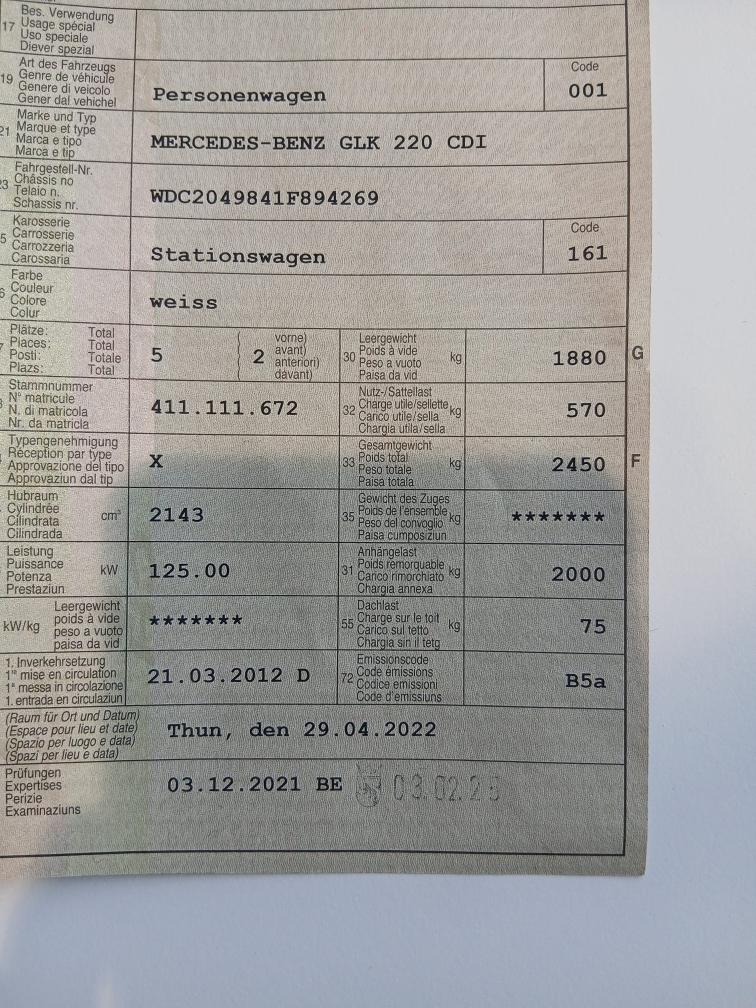 Bes. Verwendung
17 Usage spécial
Uso speciale
Diever spezial
Art des Fahrzeugs
19 Genre de véhicule
Genere di veicolo
Gener dal vehichel
Personenwagen
Code
001
Marke und Typ
21 Marque et type
Marca e tipo
Marca e tip
MERCEDES-BENZ GLK 220 CDI
Fahrgestell-Nr.
23 Châssis no
Telaio n.
Schassis nr.
WDC2049841F894269
Karosserie
5 Carrosserie
Carrozzeria
Carossaria
Stationswagen
Code
161
Farbe
6 Couleur
Colore
Colur
weiss
Plätze: Total
Places: Total
Posti: Totale
Plazs: Total
5
2
vorne)
avant)
anteriori)
davant)
Leergewicht
30 Poids à vide kg
Peso a vuoto
Paisa da vid
1880 G
Stammnummer
N° matricule
N. di matricola
Nr. da matricla
411.111.672
Nutz-/Sattellast
32 Charge utile/sellette kg
Carico utile/sella
Chargia utila/sella
570
Typengenehmigung
Réception par type
Approvazione del tipo
Approvaziun dal tip
X
Gesamtgewicht
33 Poids total kg
Peso totale
Paisa totala
2450 F
Hubraum
Cylindrée cm³
Cilindrata
Cilindrada
2143
Gewicht des Zuges
35 Poids de l'ensemble kg
Peso del convoglio
Paisa cumposiziun
*******
Leistung
Puissance kW
Potenza
Prestaziun
125.00
Anhängelast
31 Poids remorquable kg
Carico rimorchiato
Chargia annexa
2000
Leergewicht
kW/kg poids à vide
peso a vuoto
paisa da vid
*******
Dachlast
55 Charge sur le toit kg
Carico sul tetto
Chargia sin il tetg
75
1. Inverkehrsetzung
1re mise en circulation
1a messa in circolazione
1. entrada en circulaziun
21.03.2012 D
Emissionscode
72 Code émissions
Codice emissioni
Code d'emissiuns
B5a
(Raum für Ort und Datum)
(Espace pour lieu et date)
(Spazio per luogo e data)
(Spazi per lieu e data)
Thun, den 29.04.2022
Prüfungen
Expertises
Perizie
Examinaziuns
03.12.2021 BE